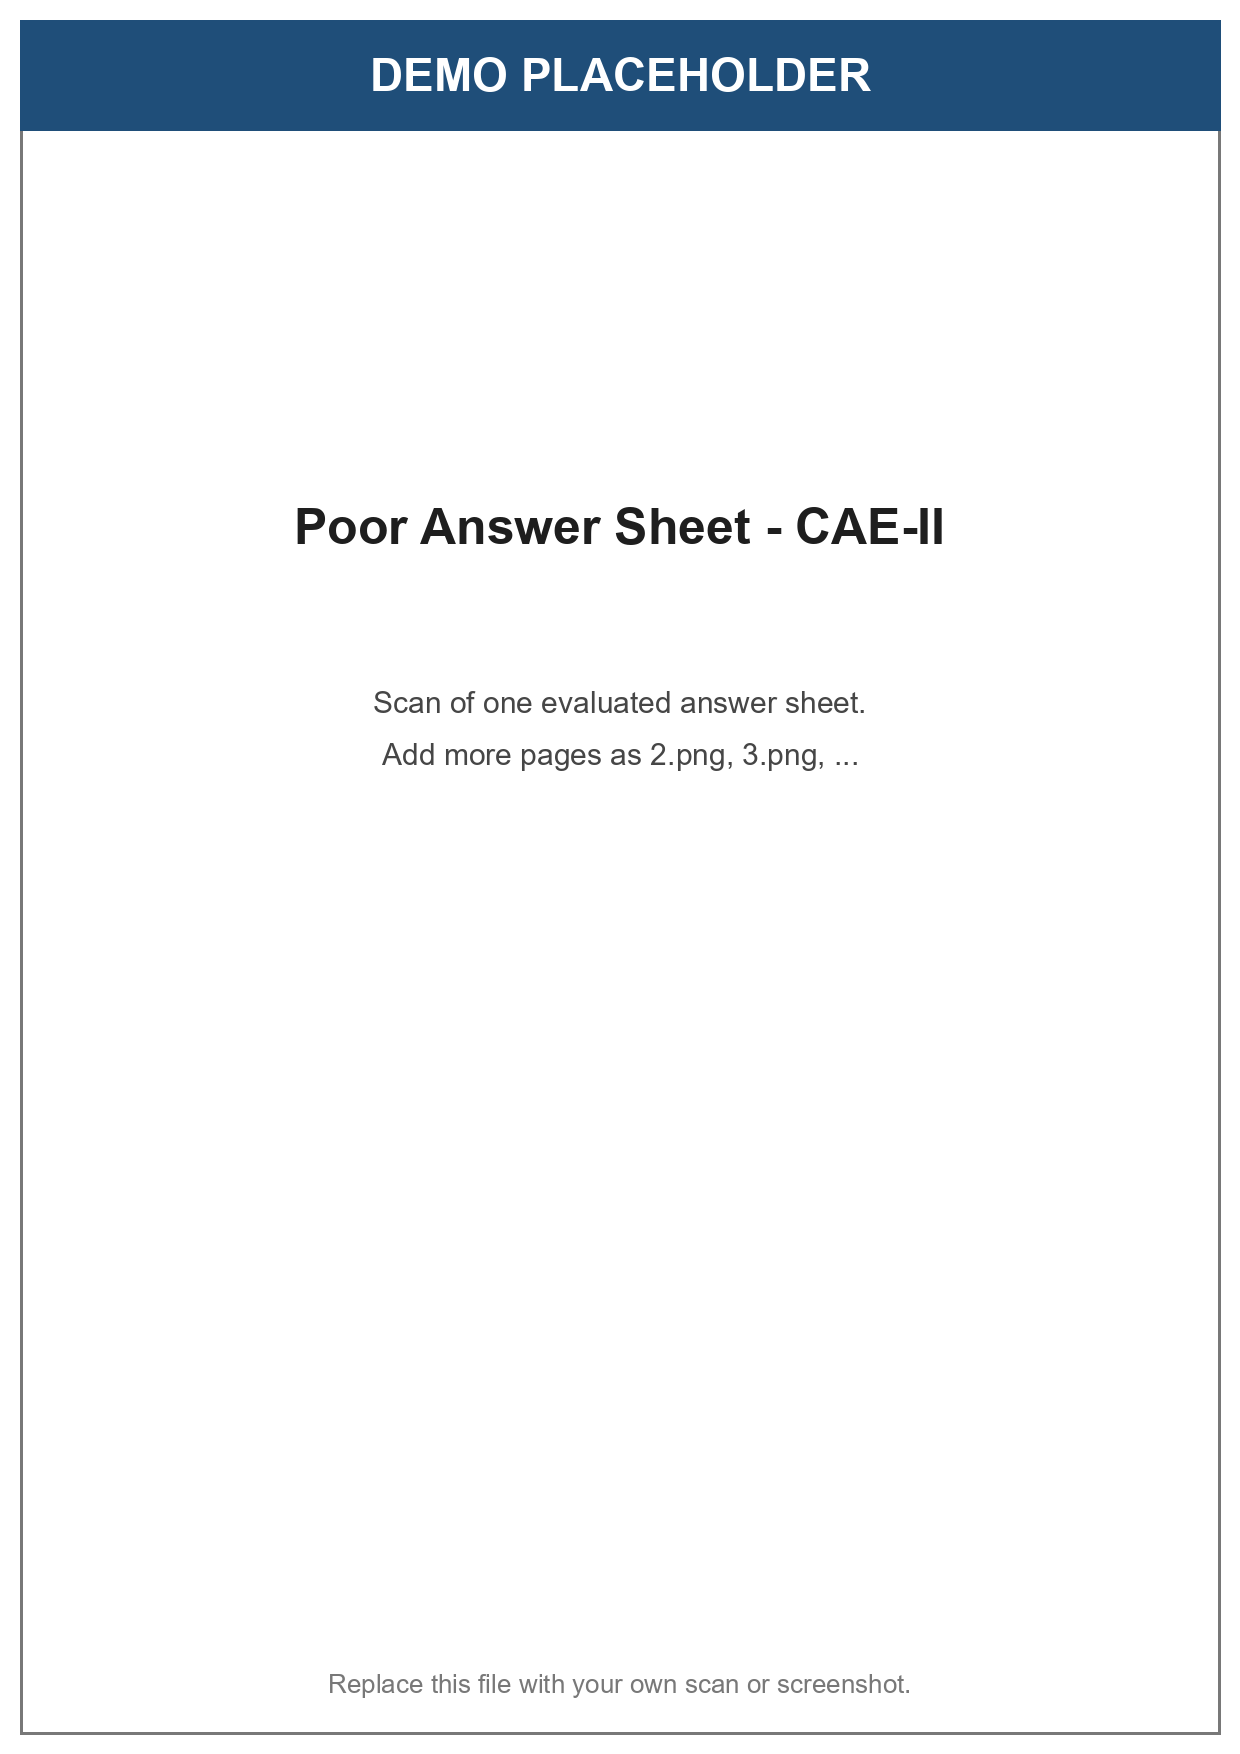 DEMO PLACEHOLDER
Poor Answer Sheet - CAE-II
Scan of one evaluated answer sheet.
Add more pages as 2.png, 3.png, ...
Replace this file with your own scan or screenshot.